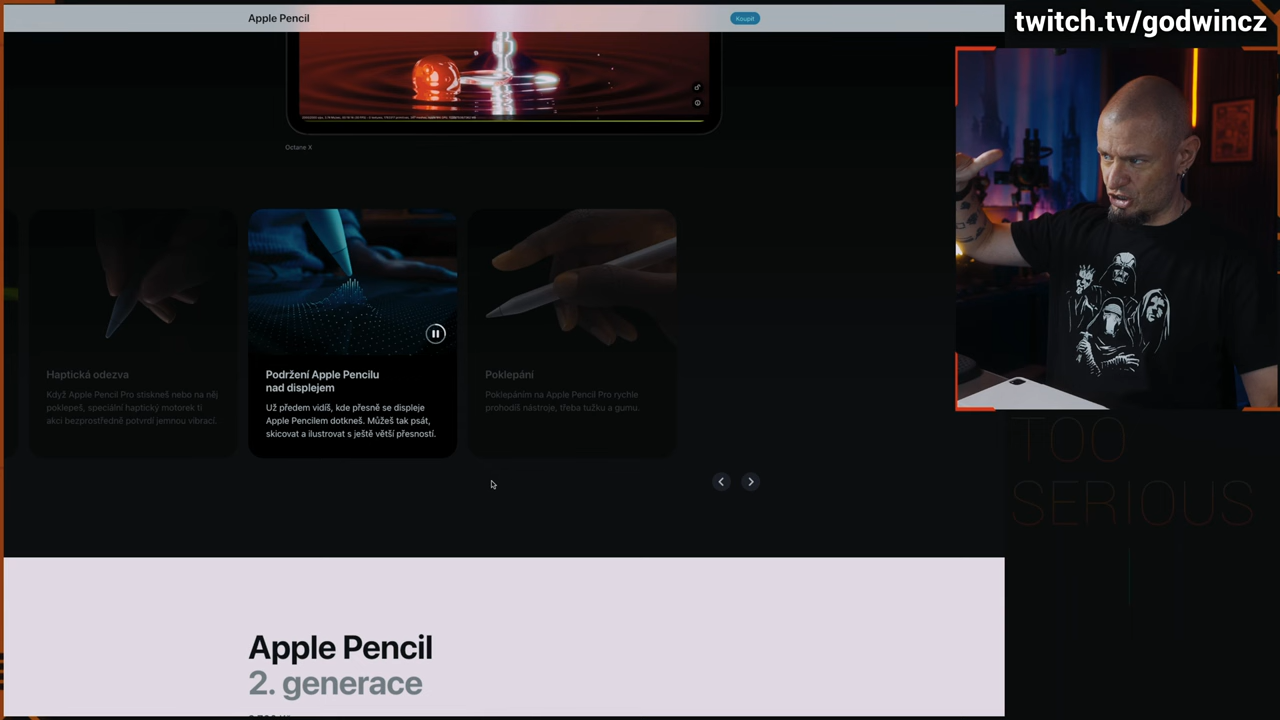 Apple Pencil
Koupit
twitch.tv/godwincz
Octane X
Haptická odezva
Když Apple Pencil Pro stiskneš nebo na něj
poklepeš, speciální haptický motorek ti
akci bezprostředně potvrdí jemnou vibrací.
Podržení Apple Pencilu
nad displejem
Už předem vidíš, kde přesně se displeje
Apple Pencilem dotkneš. Můžeš tak psát,
skicovat a ilustrovat s ještě větší přesností.
Poklepání
Poklepáním na Apple Pencil Pro rychle
prohodíš nástroje, třeba tužku a gumu.
TOO
SERIOUS
Apple Pencil
2. generace